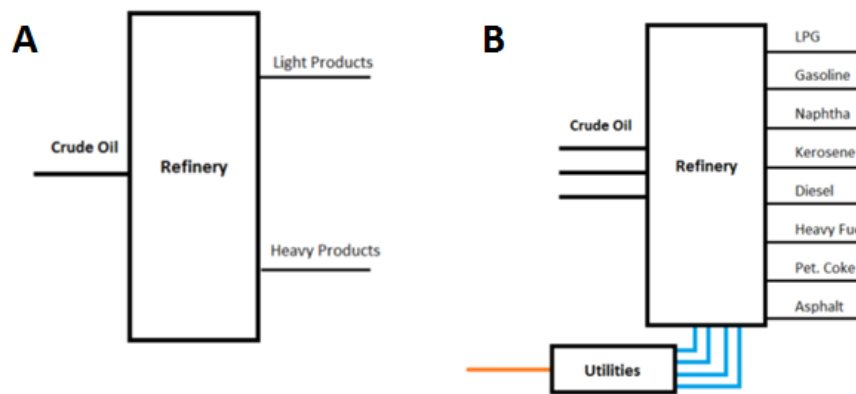 A
Light Products
Crude Oil
Refinery
Heavy Products
B
LPG
Gasoline
Naphtha
Crude Oil
Refinery
Kerosene
Diesel
Heavy
Pet. Coke
Asphalt
Utilities